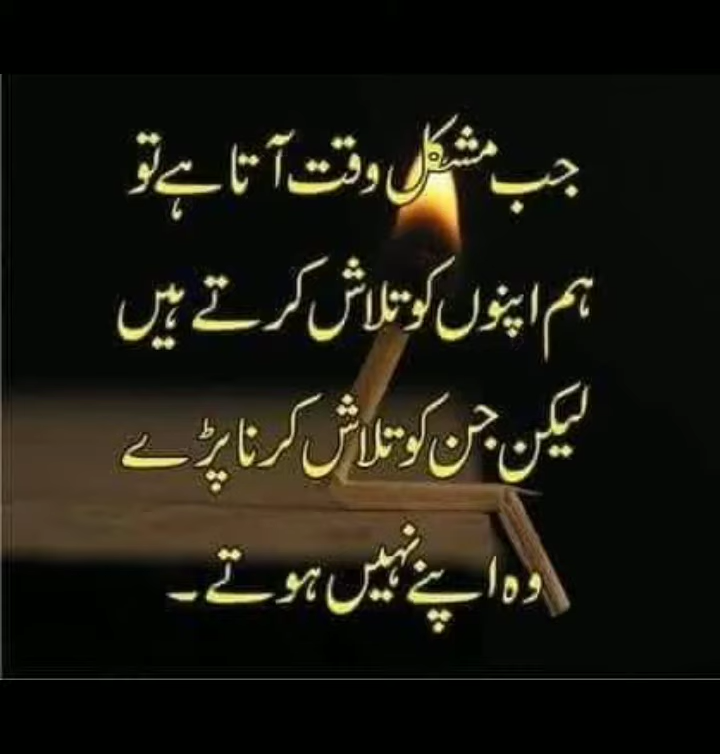 جب مشکل وقت آتا ہے تو
ہم اپنوں کو تلاش کرتے ہیں
لیکن جن کو تلاش کرنا پڑے
وہ اپنے نہیں ہوتے ۔